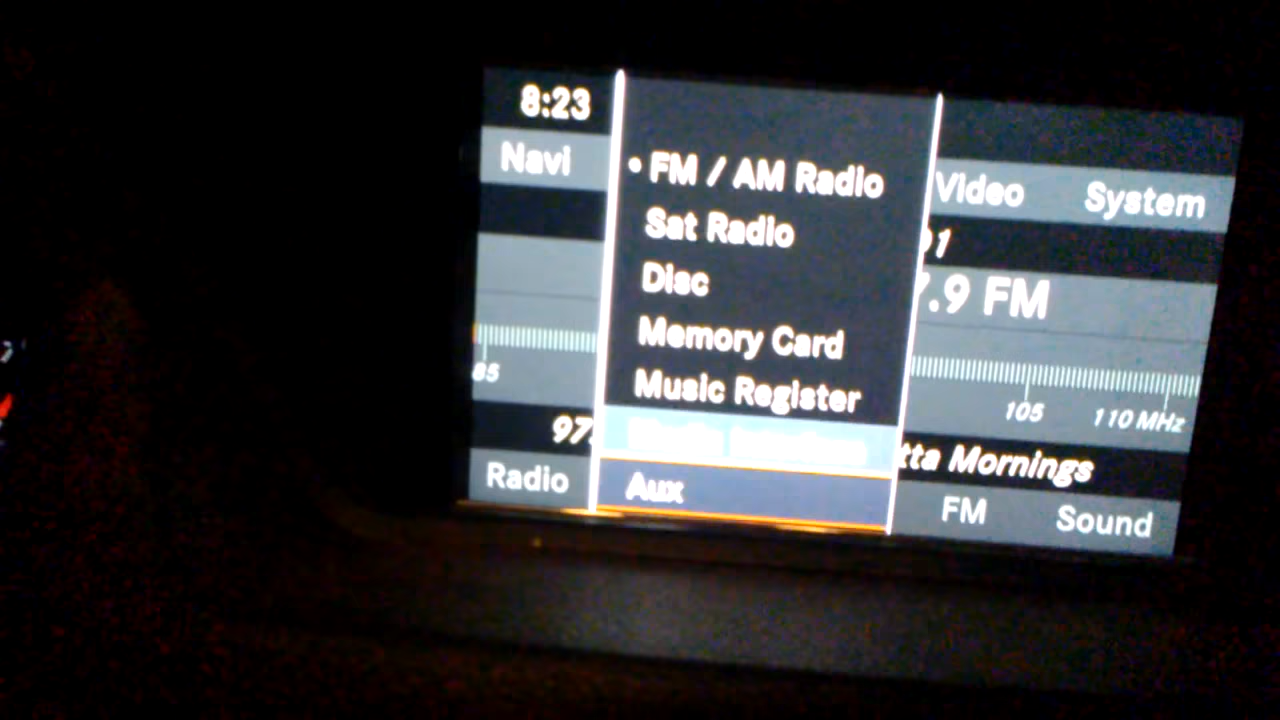 8:23
Navi
Video
System
• FM / AM Radio
Sat Radio
Disc
Memory Card
Music Register
Aux
.9 FM
85
105
110 MHz
97.
Mornings
Radio
FM
Sound